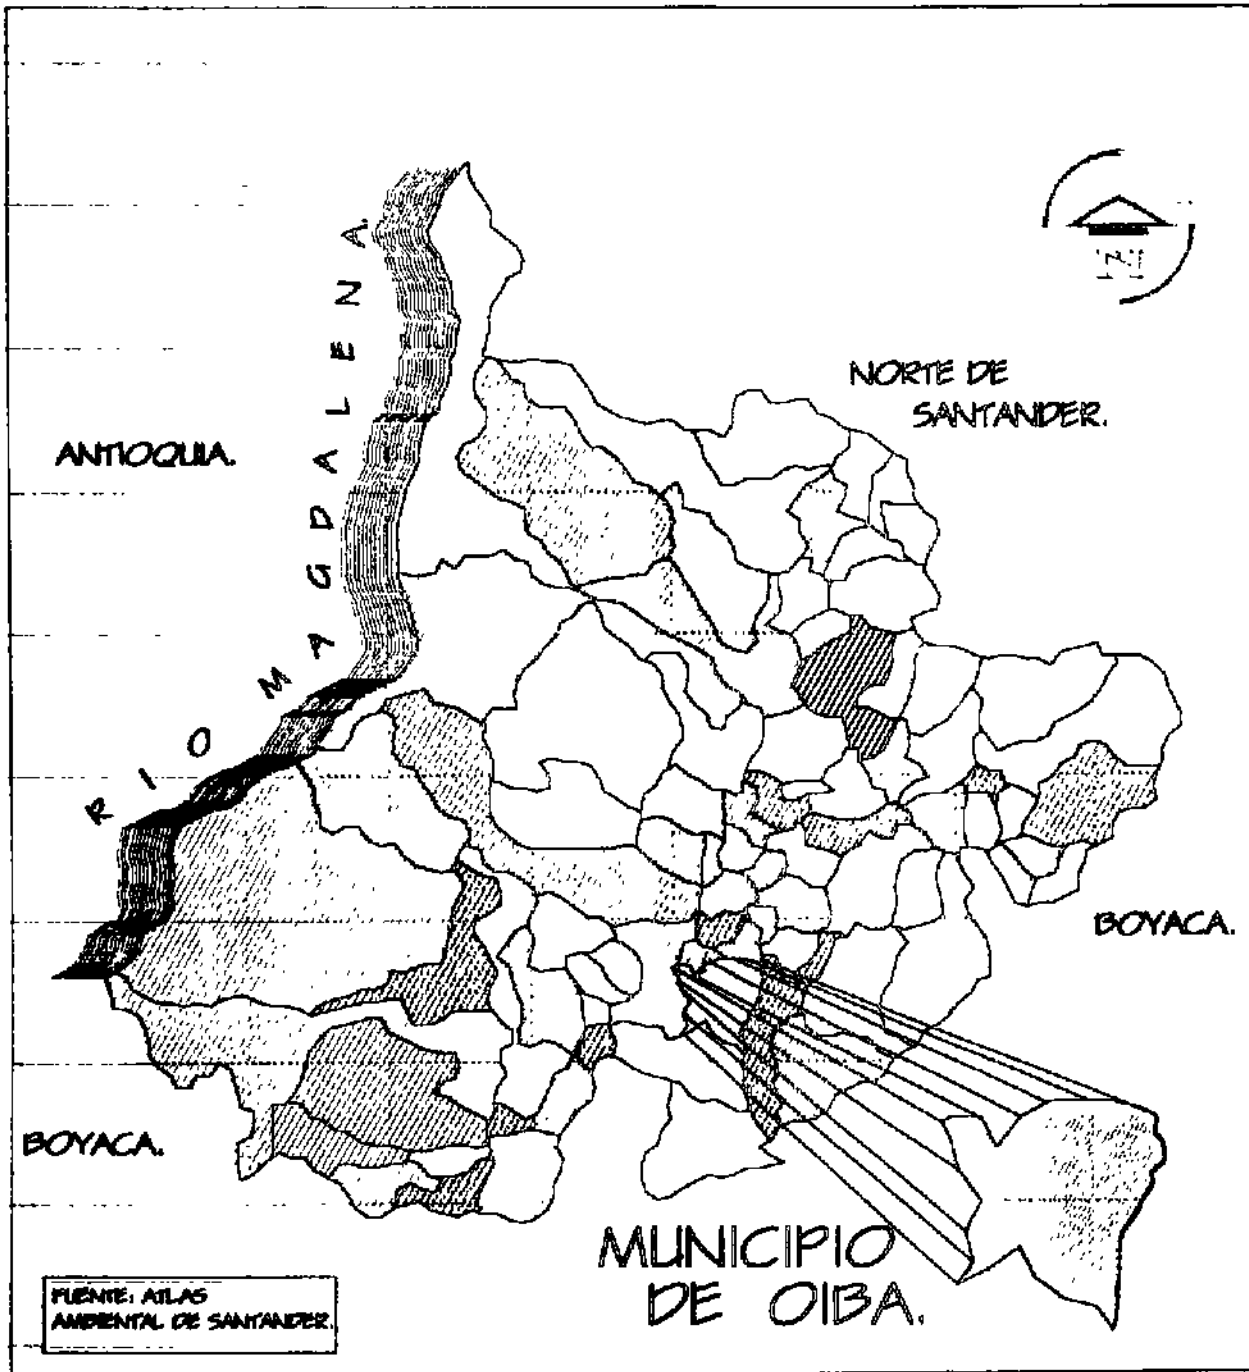 N
RIO MAGDALENA.
NORTE DE
SANTANDER.
ANTIOQUIA.
BOYACA.
BOYACA.
MUNICIPIO
DE OIBA.
FUENTE: ATLAS
AMBIENTAL DE SANTANDER.